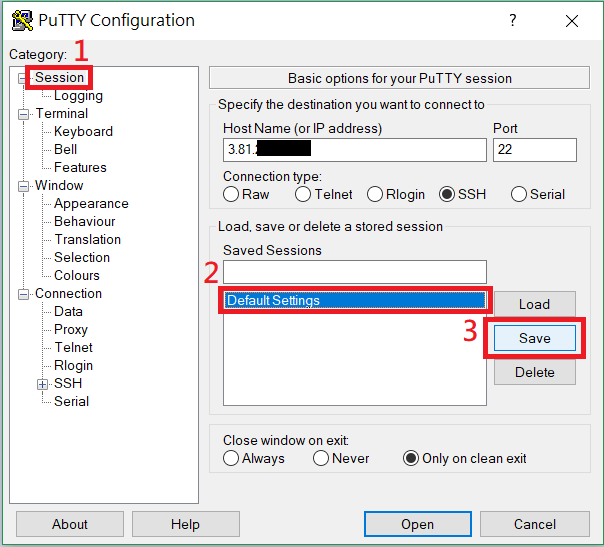 PuTTY Configuration
Category:
1
Session
Logging
Terminal
Keyboard
Bell
Features
Window
Appearance
Behaviour
Translation
Selection
Colours
Connection
Data
Proxy
Telnet
Rlogin
SSH
Serial
Basic options for your PuTTY session
Specify the destination you want to connect to
Host Name (or IP address) Port
3.81. 22
Connection type:
Raw Telnet Rlogin SSH Serial
Load, save or delete a stored session
Saved Sessions
2
Default Settings
Load
3
Save
Delete
Close window on exit:
Always Never Only on clean exit
About Help Open Cancel